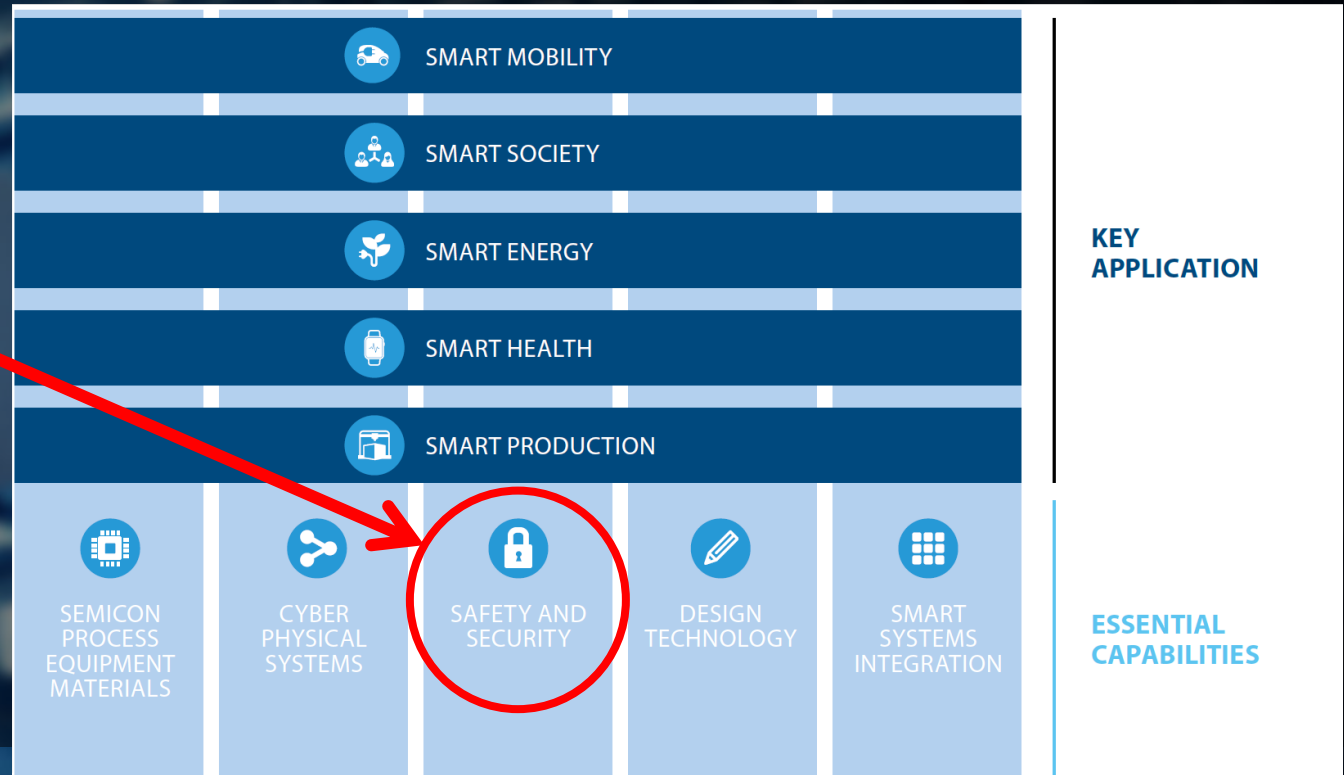 SMART MOBILITY
SMART SOCIETY
SMART ENERGY
SMART HEALTH
SMART PRODUCTION
KEY
APPLICATION
SEMICON
PROCESS
EQUIPMENT
MATERIALS
CYBER
PHYSICAL
SYSTEMS
SAFETY AND
SECURITY
DESIGN
TECHNOLOGY
SMART
SYSTEMS
INTEGRATION
ESSENTIAL
CAPABILITIES